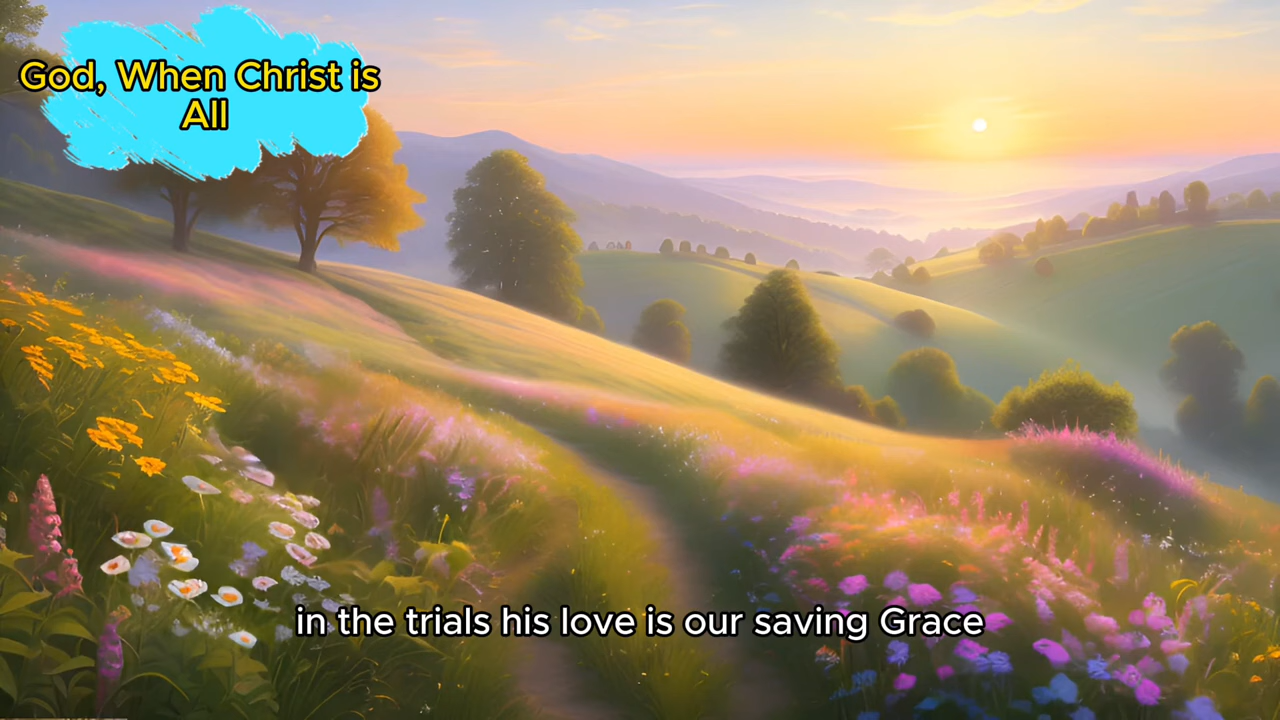 God, When Christ is
All
in the trials his love is our saving Grace